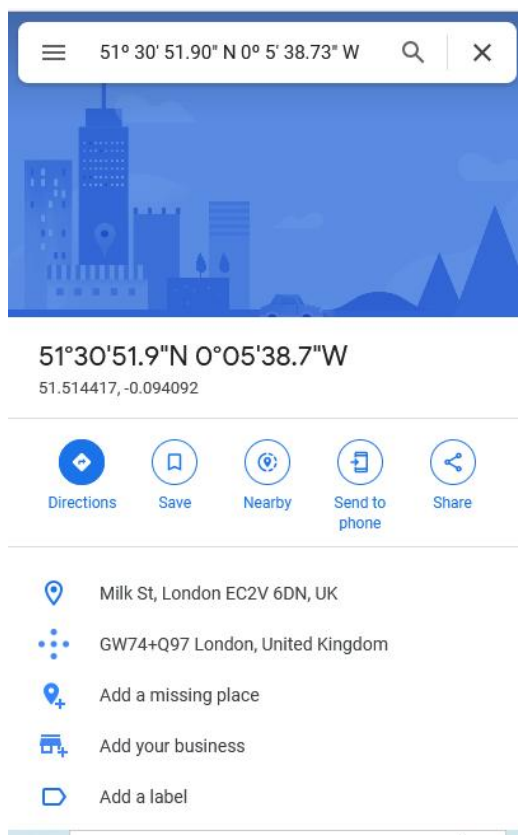 51º 30' 51.90" N 0º 5' 38.73" W
51°30'51.9"N 0°05'38.7"W
51.514417, -0.094092
Directions
Save
Nearby
Send to
phone
Share
Milk St, London EC2V 6DN, UK
GW74+Q97 London, United Kingdom
Add a missing place
Add your business
Add a label